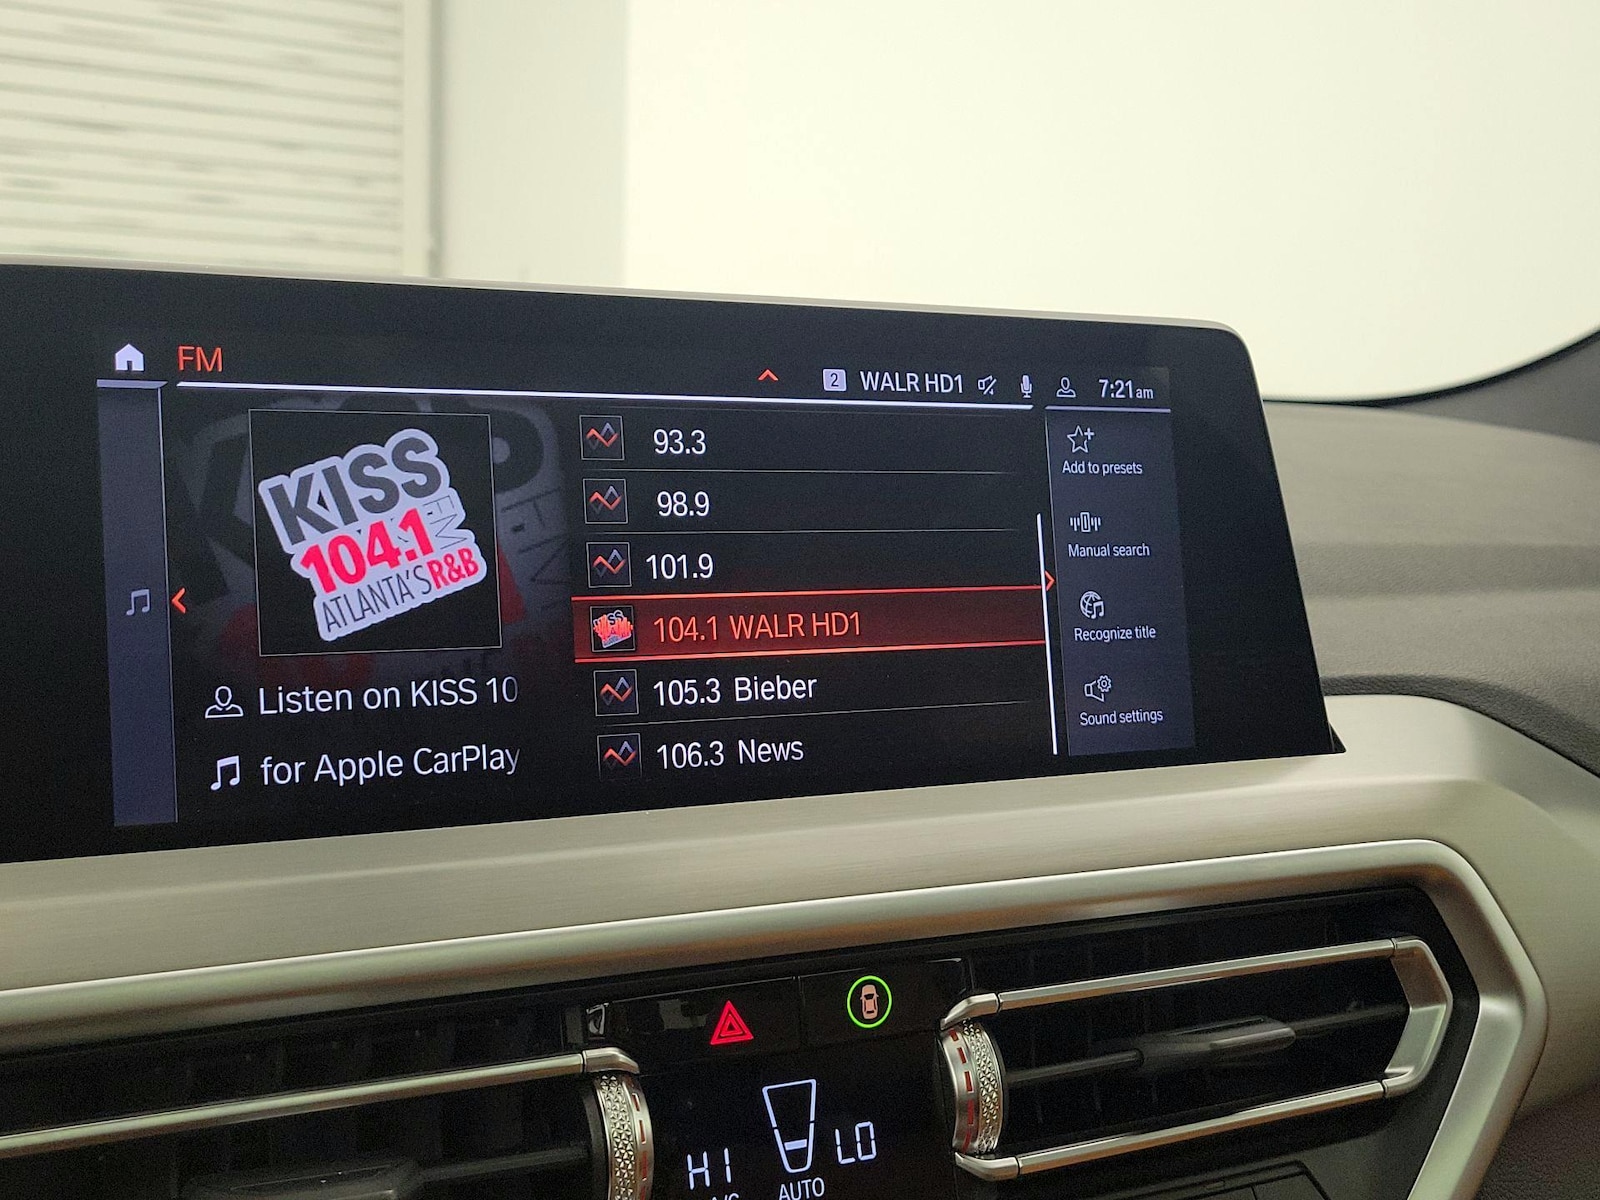 FM
2 WALR HD1 7:21am
KISS
104.1 FM
ATLANTA'S R&B
Listen on KISS 10
for Apple CarPlay
93.3
98.9
101.9
104.1 WALR HD1
105.3 Bieber
106.3 News
Add to presets
Manual search
Recognize title
Sound settings
HI LO
A/C AUTO